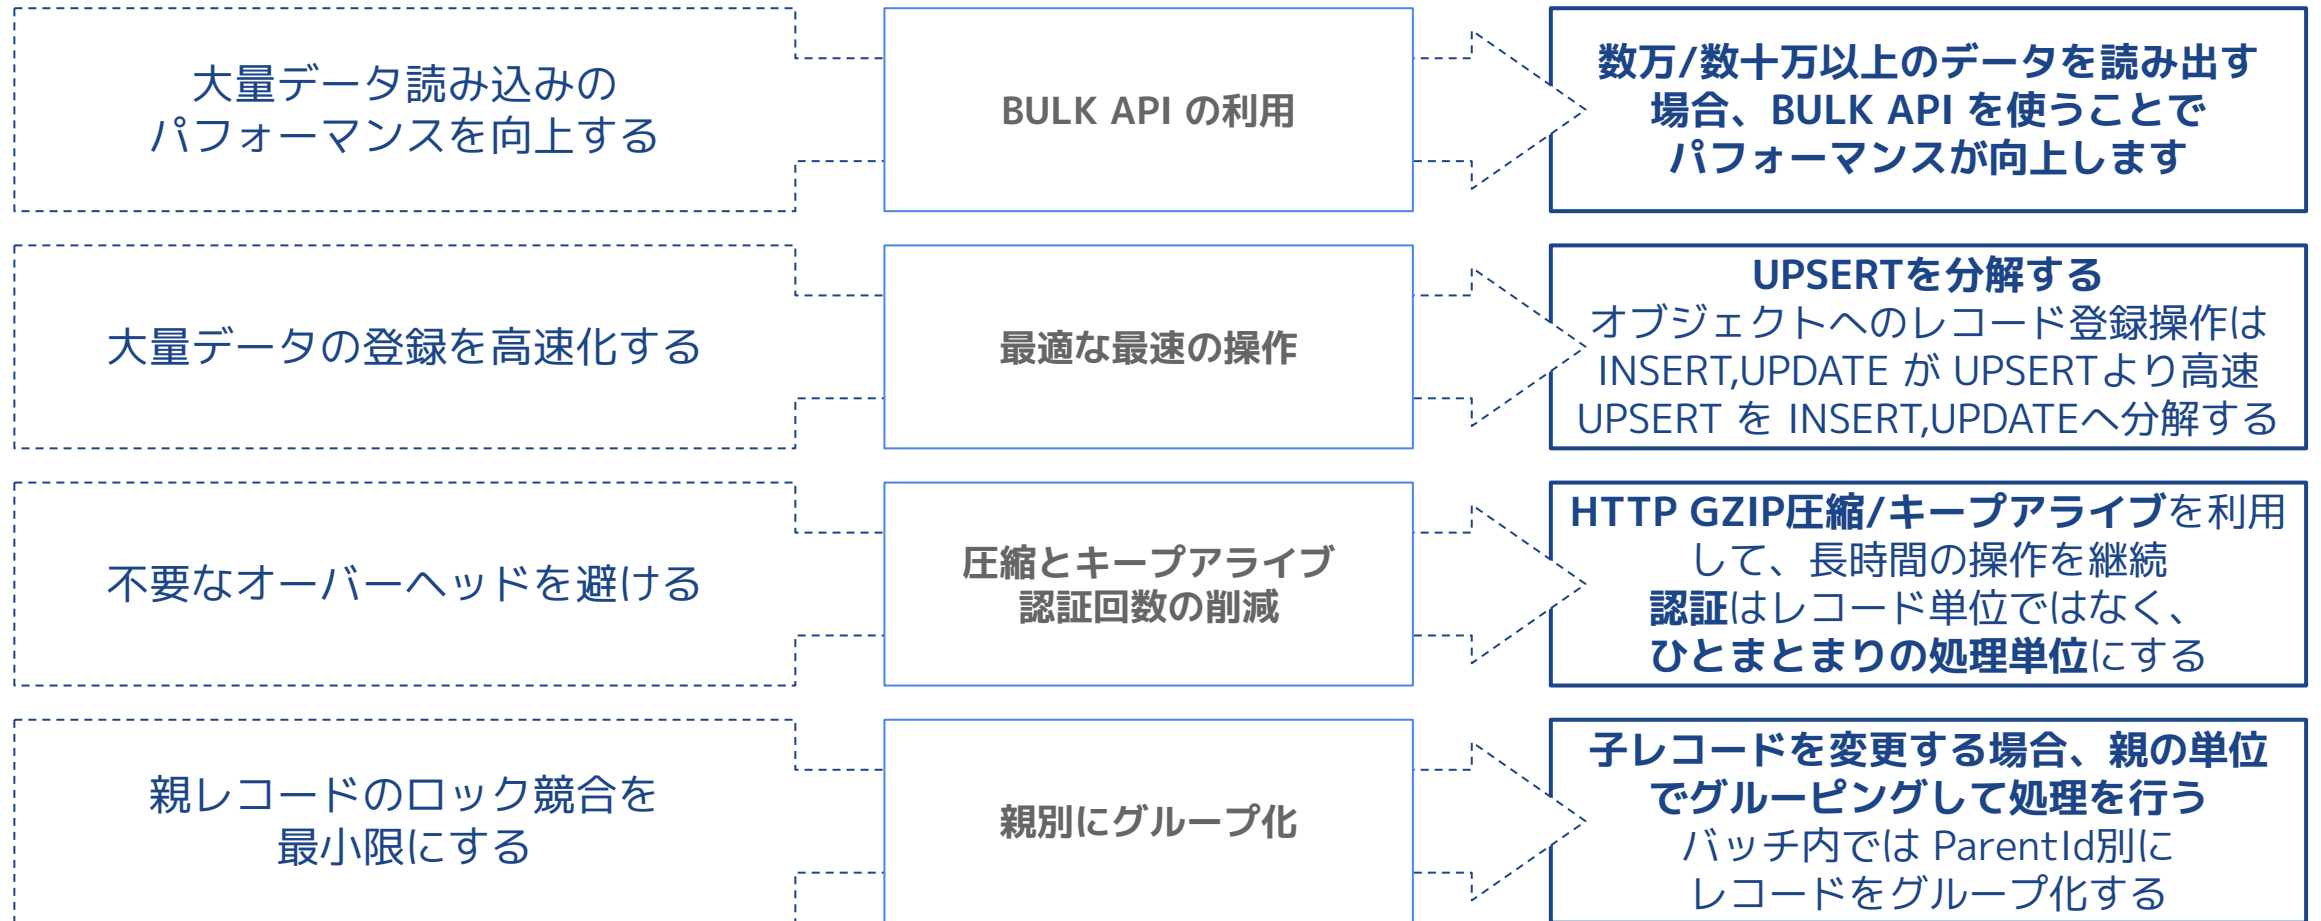 大量データ読み込みの
パフォーマンスを向上する
BULK API の利用
数万/数十万以上のデータを読み出す
場合、BULK API を使うことで
パフォーマンスが向上します
大量データの登録を高速化する
最適な最速の操作
UPSERTを分解する
オブジェクトへのレコード登録操作は
INSERT,UPDATE が UPSERTより高速
UPSERT を INSERT,UPDATEへ分解する
不要なオーバーヘッドを避ける
圧縮とキープアライブ
認証回数の削減
HTTP GZIP圧縮/キープアライブを利用
して、長時間の操作を継続
認証はレコード単位ではなく、
ひとまとまりの処理単位にする
親レコードのロック競合を
最小限にする
親別にグループ化
子レコードを変更する場合、親の単位
でグルーピングして処理を行う
バッチ内では ParentId別に
レコードをグループ化する